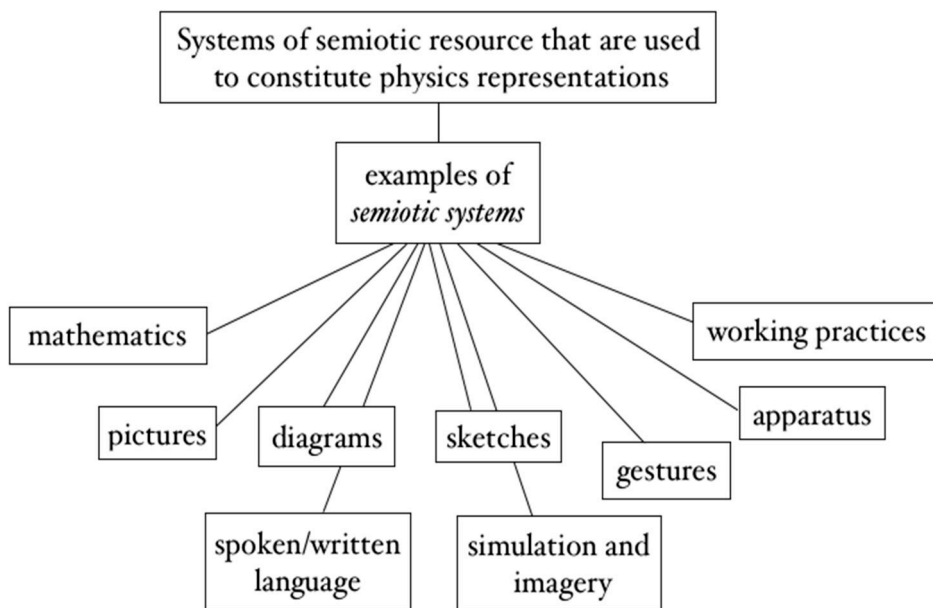 Systems of semiotic resource that are used
to constitute physics representations
examples of
semiotic systems
mathematics
working practices
pictures
diagrams
sketches
apparatus
gestures
spoken/written
language
simulation and
imagery